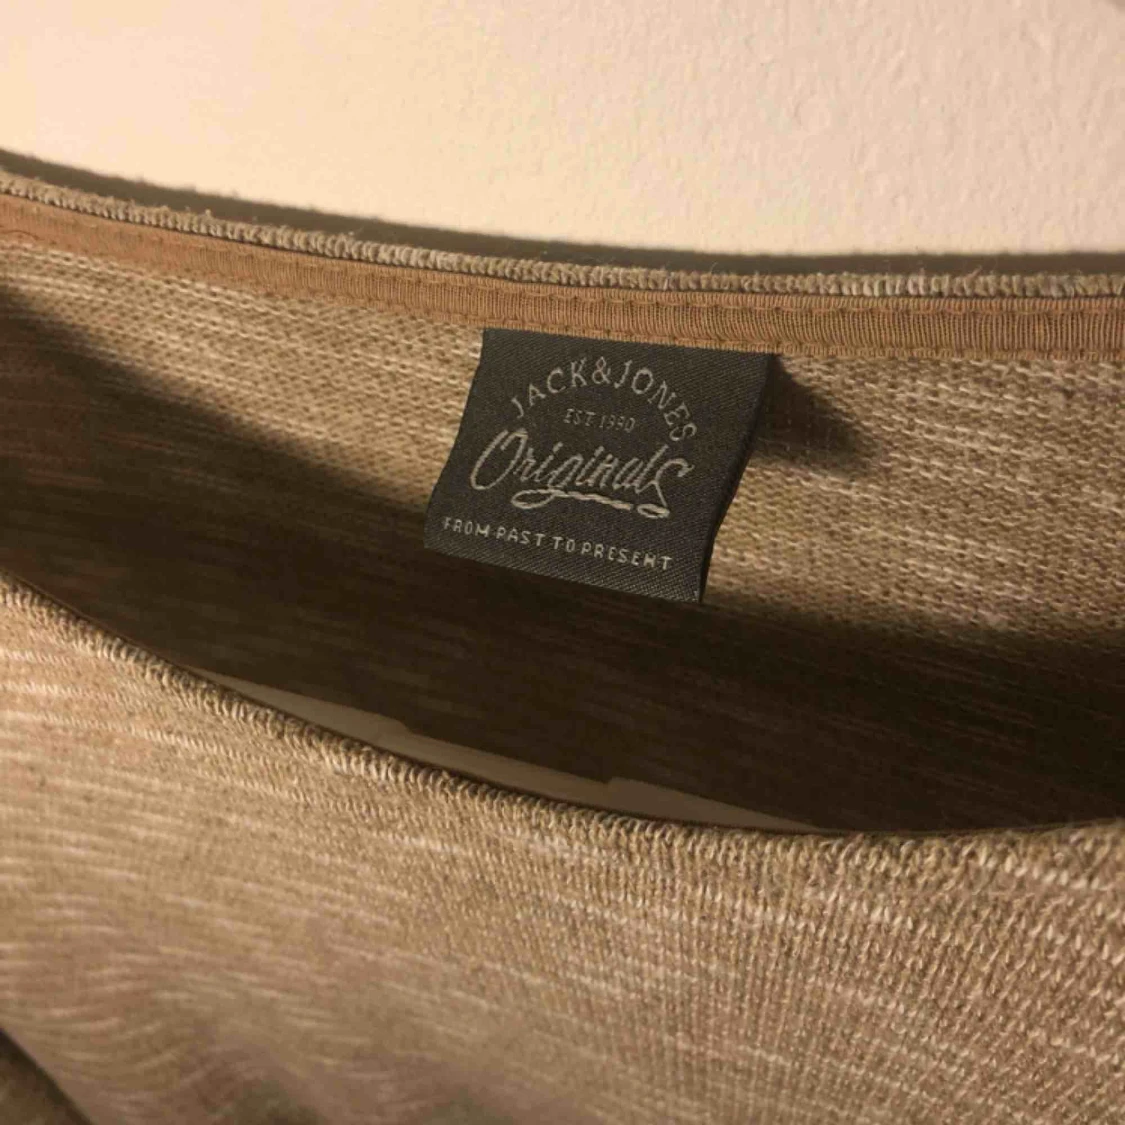 JACK&JONES
EST. 1990
Originals
FROM PAST TO PRESENT